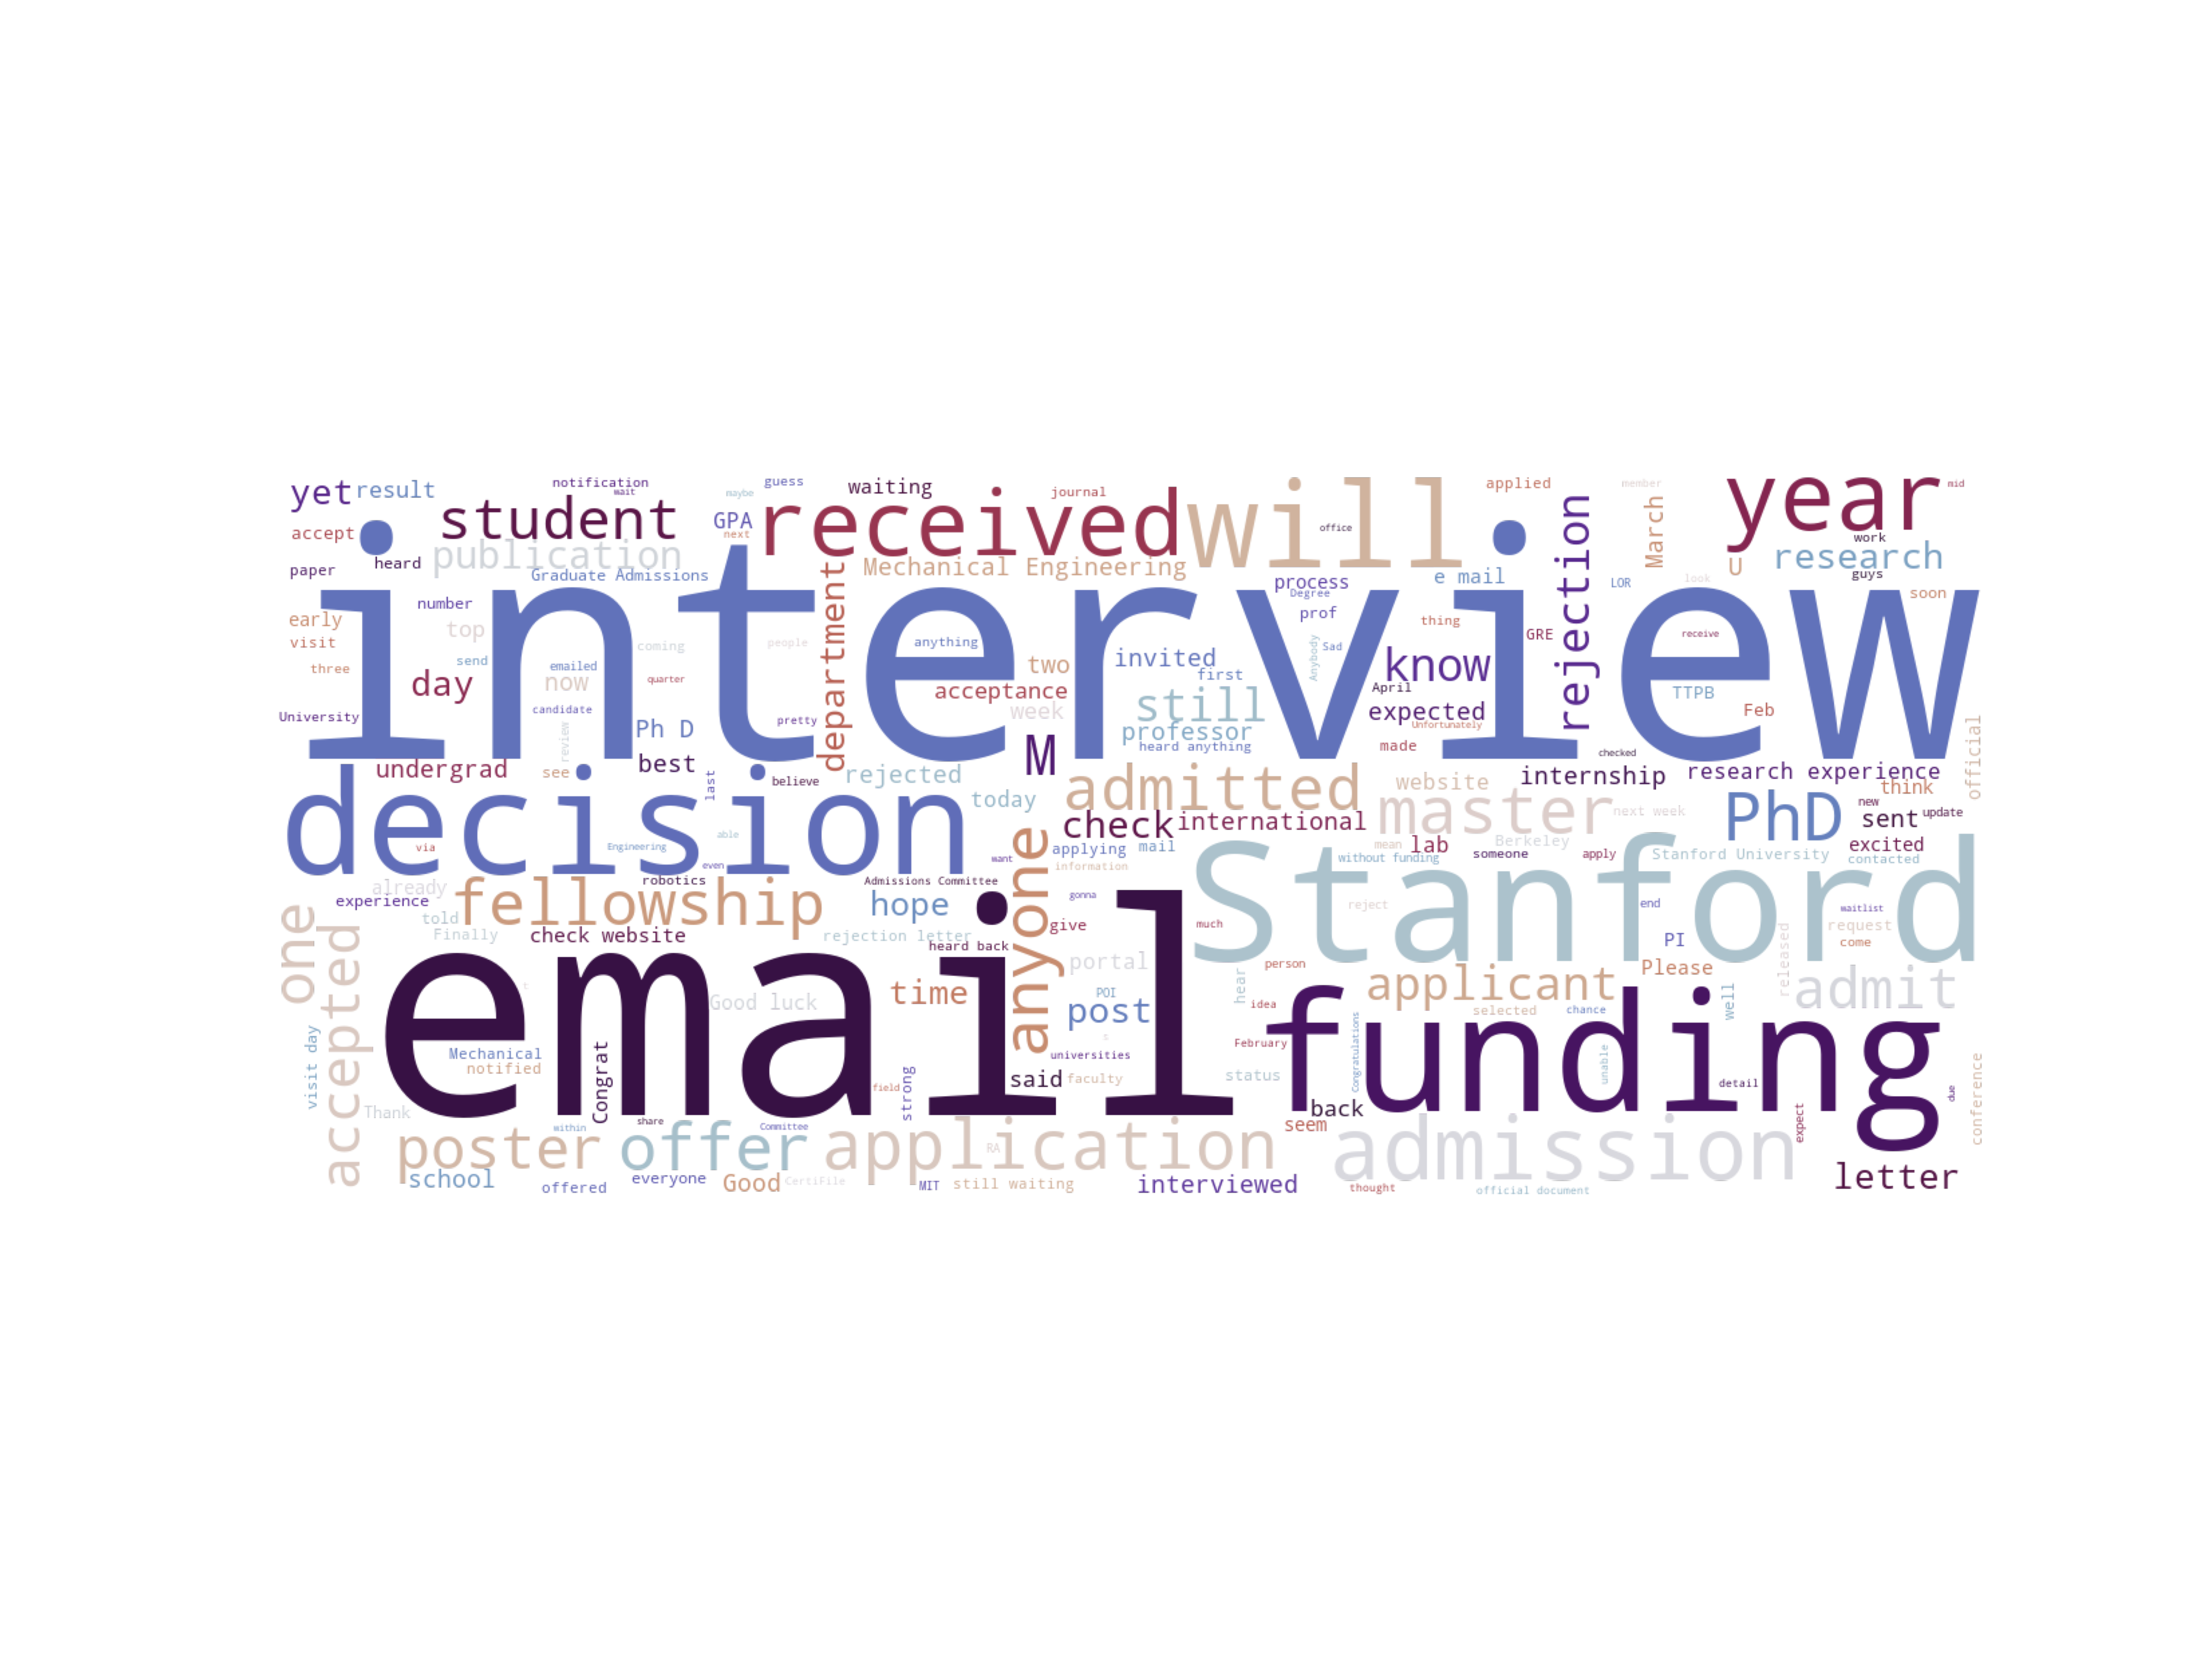 yet
result
notification
wait
maybe
guess
waiting
journal
applied
member
year
mid
accept
student
GPA
next
received
will
office
rejection
March
work
paper
heard
publication
Graduate Admissions
department
Mechanical Engineering
process
Degree
e mail
LOR
look
U
research
guys
interview
early
number
top
visit
send
coming
people
anything
prof
thing
GRE
receive
soon
three
day
emailed
now
quarter
two
invited
first
Anybody
Sad
know
April
TTPB
acceptance
University
candidate
review
Ph D
pretty
week
still
professor
heard anything
expected
Unfortunately
made
Feb
checked
official
undergrad
see
best
last
believe
rejected
M
today
admitted
website
internship
research experience
think
decision
via
Engineering
able
even
want
check
international
master
next week
PhD
new
sent
update
applying
mail
mean
lab
Berkeley
someone
apply
Stanford University
excited
contacted
without funding
information
already
experience
told
Finally
fellowship
robotics
Admissions Committee
hope
anyone
gonna
give
much
Stanford
reject
end
waitlist
request
come
released
one
accepted
check website
rejection letter
heard back
portal
person
PI
Please
email
t
Good luck
time
POI
post
hear
idea
applicant
selected
chance
well
admit
s
visit day
Mechanical
notified
Congrat
field
strong
said
faculty
universities
February
status
Congratulations
funding
unable
detail
due
conference
Thank
within
share
Committee
back
seem
expect
poster
offer
application
RA
admission
school
offered
everyone
Good
CertiFile
MIT
still waiting
interviewed
thought
official document
letter